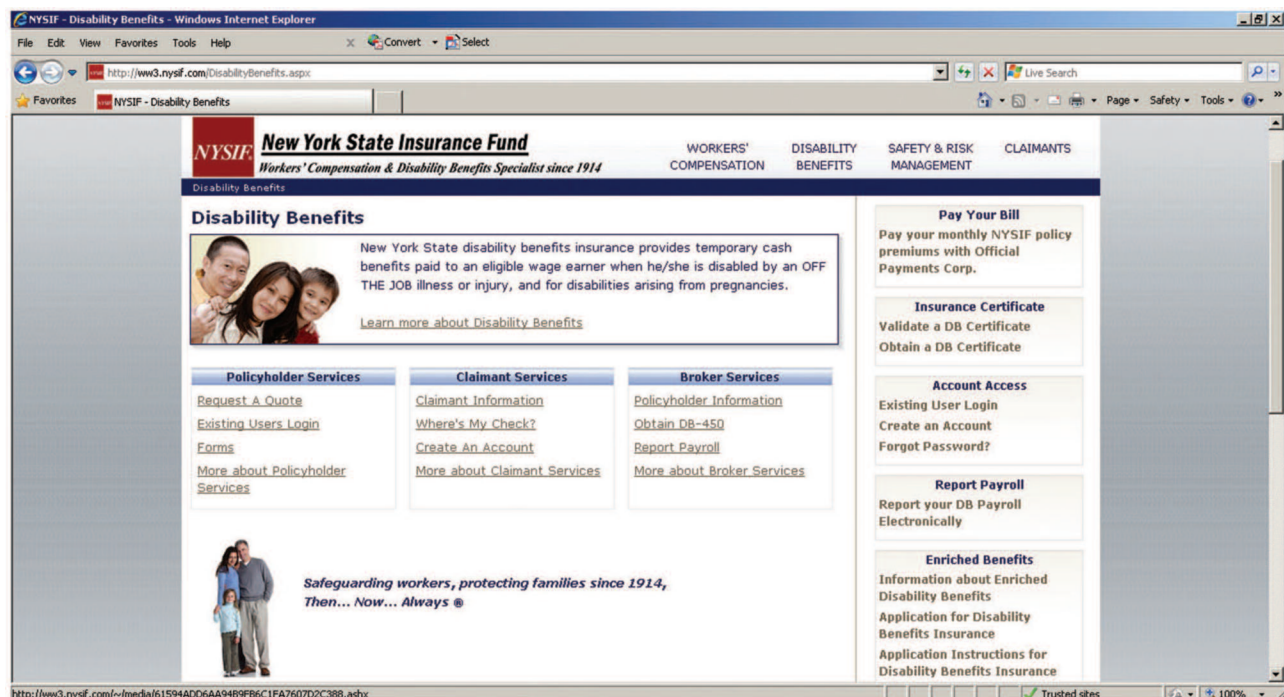 NYSIF - Disability Benefits - Windows Internet Explorer
File Edit View Favorites Tools Help
Convert Select
http://ww3.nysif.com/DisabilityBenefits.aspx
Live Search
Favorites
NYSIF - Disability Benefits
Page Safety Tools
NYSIF
New York State Insurance Fund
Workers' Compensation & Disability Benefits Specialist since 1914
WORKERS' COMPENSATION
DISABILITY BENEFITS
SAFETY & RISK MANAGEMENT
CLAIMANTS
Disability Benefits
Disability Benefits
New York State disability benefits insurance provides temporary cash
benefits paid to an eligible wage earner when he/she is disabled by an OFF
THE JOB illness or injury, and for disabilities arising from pregnancies.
Learn more about Disability Benefits
Policyholder Services
Request A Quote
Existing Users Login
Forms
More about Policyholder
Services
Claimant Services
Claimant Information
Where's My Check?
Create An Account
More about Claimant Services
Broker Services
Policyholder Information
Obtain DB-450
Report Payroll
More about Broker Services
Safeguarding workers, protecting families since 1914,
Then... Now... Always ®
Pay Your Bill
Pay your monthly NYSIF policy
premiums with Official
Payments Corp.
Insurance Certificate
Validate a DB Certificate
Obtain a DB Certificate
Account Access
Existing User Login
Create an Account
Forgot Password?
Report Payroll
Report your DB Payroll
Electronically
Enriched Benefits
Information about Enriched
Disability Benefits
Application for Disability
Benefits Insurance
Application Instructions for
Disability Benefits Insurance
Trusted sites
100%